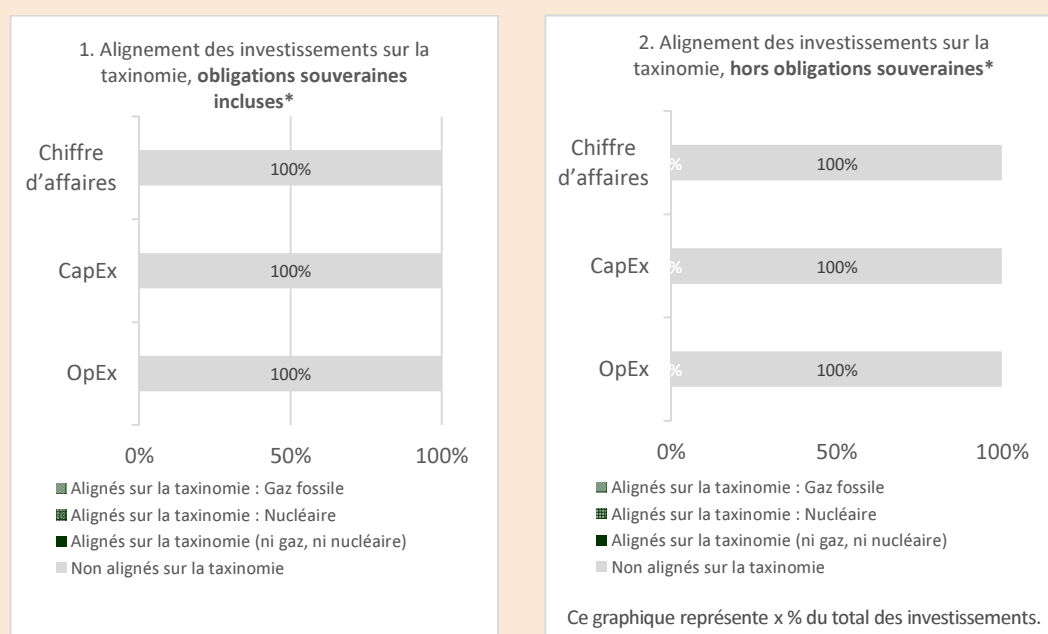 1. Alignement des investissements sur la
taxinomie, obligations souveraines
incluses*
Chiffre
d'affaires
100%
CapEx
100%
OpEx
100%
0%
50%
100%
Alignés sur la taxinomie : Gaz fossile
Alignés sur la taxinomie : Nucléaire
Alignés sur la taxinomie (ni gaz, ni nucléaire)
Non alignés sur la taxinomie
2. Alignement des investissements sur la
taxinomie, hors obligations souveraines*
Chiffre
d'affaires
100%
CapEx
100%
OpEx
100%
0%
50%
100%
Alignés sur la taxinomie : Gaz fossile
Alignés sur la taxinomie : Nucléaire
Alignés sur la taxinomie (ni gaz, ni nucléaire)
Non alignés sur la taxinomie
Ce graphique représente x % du total des investissements.